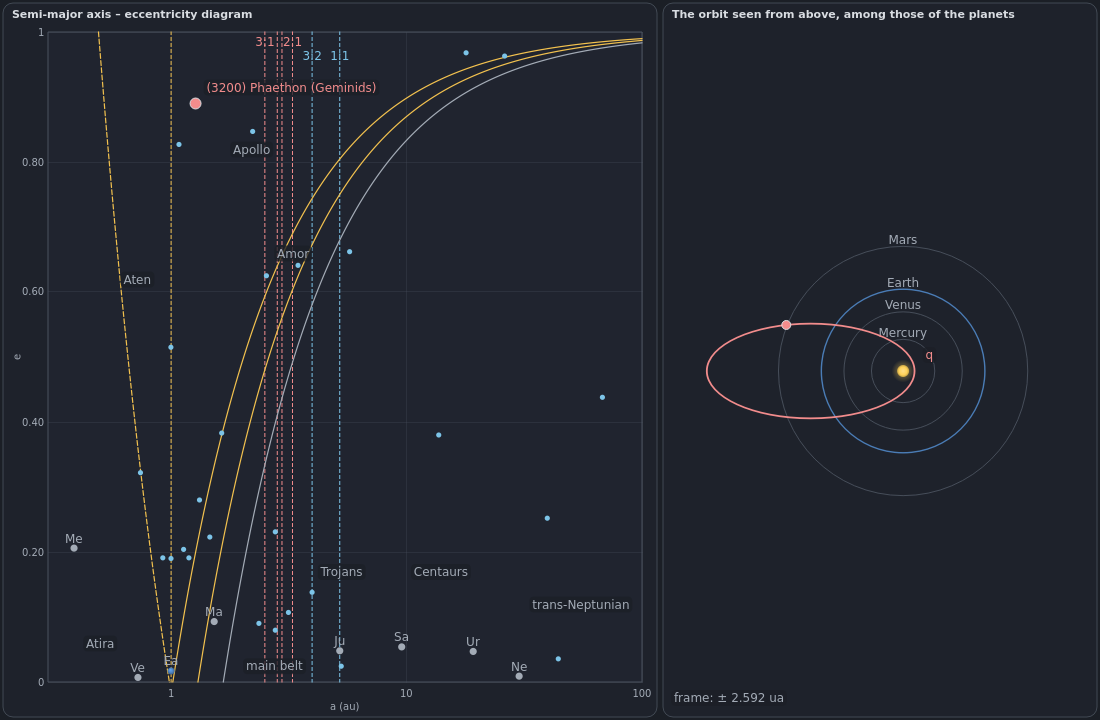 Semi-major axis – eccentricity diagram
1
3:1 2:1
3:2 1:1
(3200) Phaethon (Geminids)
Apollo
0.80
Amor
Aten
0.60
e
0.40
Me
0.20
Trojans
Centaurs
trans-Neptunian
Ma
Atira
Ju
Sa
Ur
Ea
Ve
main belt
Ne
0
1
10
100
a (au)
The orbit seen from above, among those of the planets
Mars
Earth
Venus
Mercury
q
frame: ± 2.592 ua